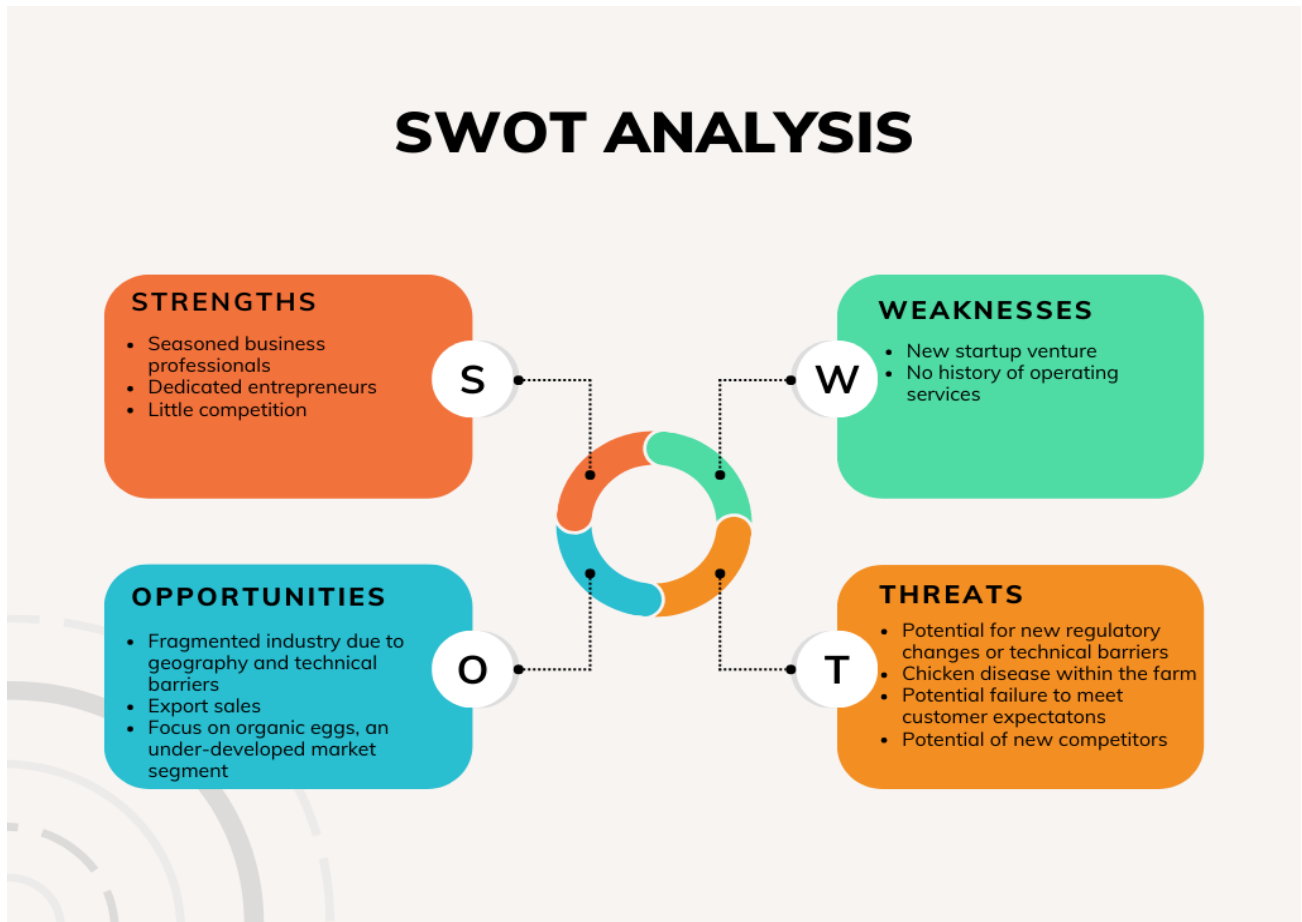 SWOT ANALYSIS
STRENGTHS
• Seasoned business
professionals
• Dedicated entrepreneurs
• Little competition
S
WEAKNESSES
• New startup venture
• No history of operating
services
W
OPPORTUNITIES
• Fragmented industry due to
geography and technical
barriers
• Export sales
• Focus on organic eggs, an
under-developed market
segment
O
THREATS
• Potential for new regulatory
changes or technical barriers
• Chicken disease within the farm
• Potential failure to meet
customer expectatons
• Potential of new competitors
T